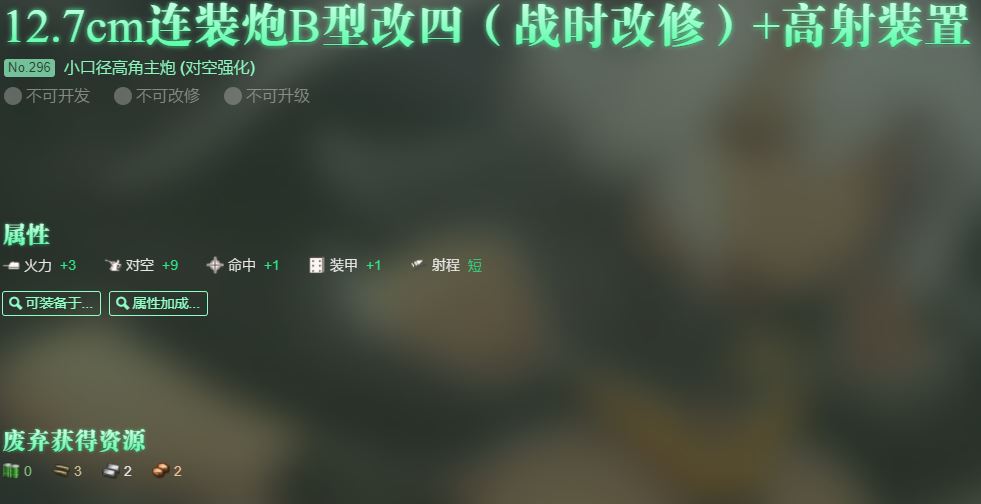 12.7cm连装炮B型改四（战时改修）+高射装置
No.296 小口径高角主炮 (对空强化)
不可开发 不可改修 不可升级
属性
火力 +3 对空 +9 命中 +1 装甲 +1 射程 短
可装备于... 属性加成...
废弃获得资源
0 3 2 2